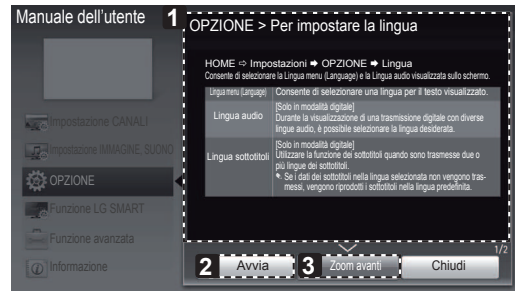 Manuale dell'utente
1
OPZIONE > Per impostare la lingua
HOME ⇨ Impostazioni ➡ OPZIONE ➡ Lingua
Consente di selezionare la Lingua menu (Language) e la Lingua audio visualizzata sullo schermo.
Lingua menu (Language) Consente di selezionare una lingua per il testo visualizzato.
Lingua audio
[Solo in modalità digitale]
Durante la visualizzazione di una trasmissione digitale con diverse
lingue audio, è possibile selezionare la lingua desiderata.
Lingua sottotitoli
[Solo in modalità digitale]
Utilizzare la funzione dei sottotitoli quando sono trasmesse due o
più lingue dei sottotitoli.
Se i dati dei sottotitoli nella lingua selezionata non vengono tras-
messi, vengono riprodotti i sottotitoli nella lingua predefinita.
Impostazione CANALI
Impostazione IMMAGINE, SUONO
OPZIONE
Funzione LG SMART
Funzione avanzata
Informazione
1/2
2 Avvia 3 Zoom avanti Chiudi